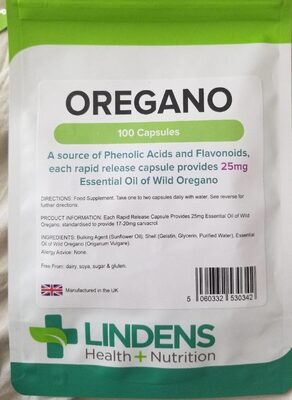 OREGANO
100 Capsules
A source of Phenolic Acids and Flavonoids,
each rapid release capsule provides 25mg
Essential Oil of Wild Oregano
DIRECTIONS: Food Supplement. Take one to two capsules daily with water. See reverse for
further directions.
PRODUCT INFORMATION: Each Rapid Release Capsule Provides 25mg Essential Oil of Wild
Oregano, standardised to provide 17-20mg carvacrol
INGREDIENTS: Bulking Agent (Sunflower Oil), Shell (Gelatin, Glycerin, Purified Water), Essential
Oil of Wild Oregano (Origanum Vulgare).
Allergy Advice: None.
Free From: dairy, soya, sugar & gluten.
Manufactured in the UK
5 060332 530342
LINDENS
Health + Nutrition